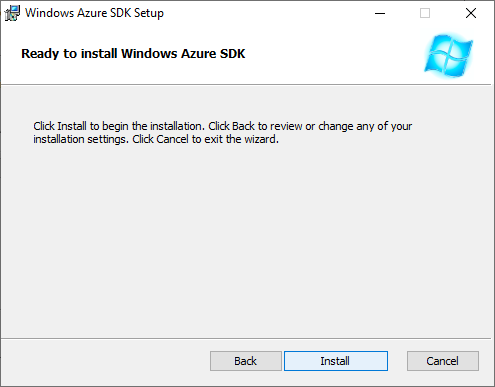 Windows Azure SDK Setup
Ready to install Windows Azure SDK
Click Install to begin the installation. Click Back to review or change any of your
installation settings. Click Cancel to exit the wizard.
Back Install Cancel